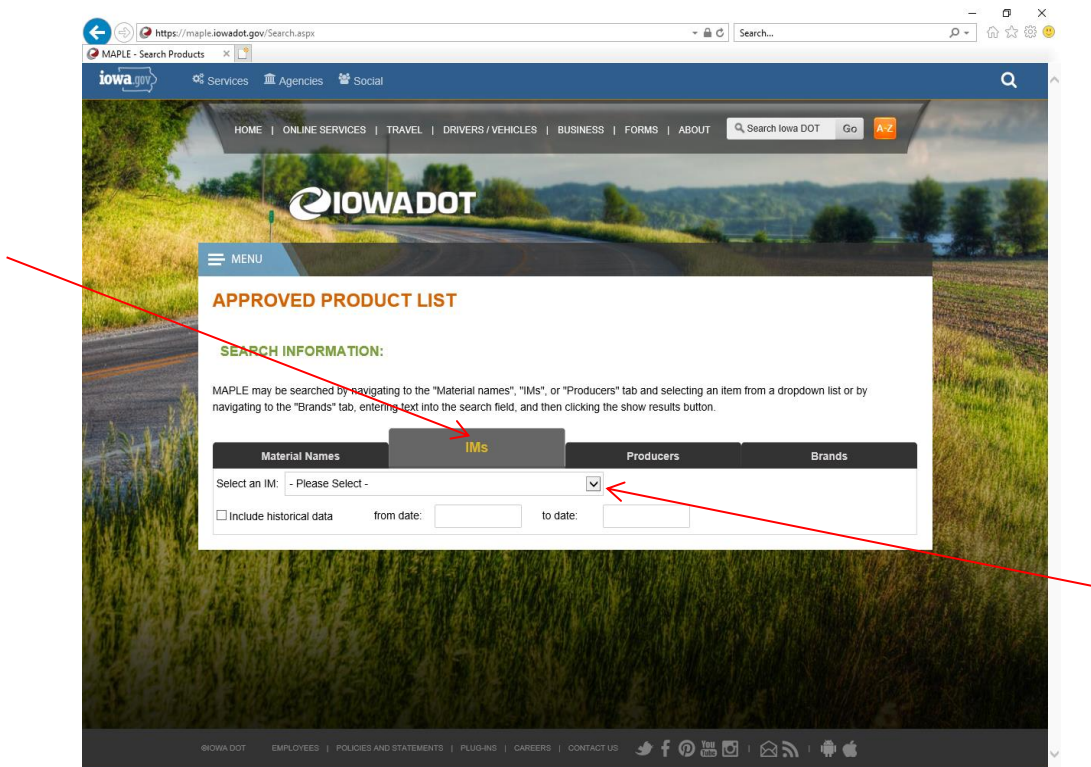 https://maple.iowadot.gov/Search.aspx
Search...
MAPLE - Search Products
iowa.gov Services Agencies Social
HOME | ONLINE SERVICES | TRAVEL | DRIVERS / VEHICLES | BUSINESS | FORMS | ABOUT Search Iowa DOT Go A-Z
IOWADOT
MENU
APPROVED PRODUCT LIST
SEARCH INFORMATION:
MAPLE may be searched by navigating to the "Material names", "IMs", or "Producers" tab and selecting an item from a dropdown list or by
navigating to the "Brands" tab, entering text into the search field, and then clicking the show results button.
Material Names IMs Producers Brands
Select an IM: - Please Select -
Include historical data from date: to date:
©IOWA DOT EMPLOYEES | POLICIES AND STATEMENTS | PLUG-INS | CAREERS | CONTACT US You Tube